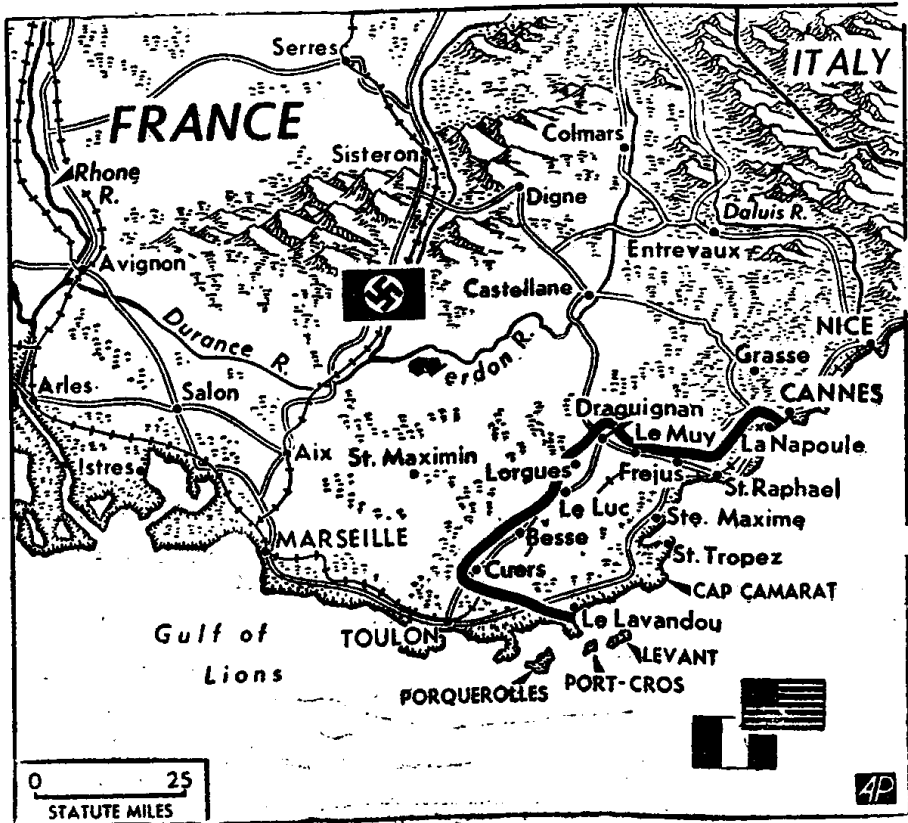 Serres
ITALY
FRANCE
Colmars
Sisteron
Rhone
R.
Digne
Daluis R.
Entrevaux
Avignon
Castellane
Durance R.
NICE
erdon R.
Grasse
Arles
Salon
CANNES
Draguignan
Le Muy
La Napoule
Aix
St. Maximin
Lorgues
Frejus
Istres
St. Raphael
Le Luc
Ste. Maxime
Besse
MARSEILLE
St. Tropez
Cuers
CAP CAMARAT
Le Lavandou
Gulf of
Lions
TOULON
LEVANT
PORT-CROS
PORQUEROLLES
0 25
STATUTE MILES
AP